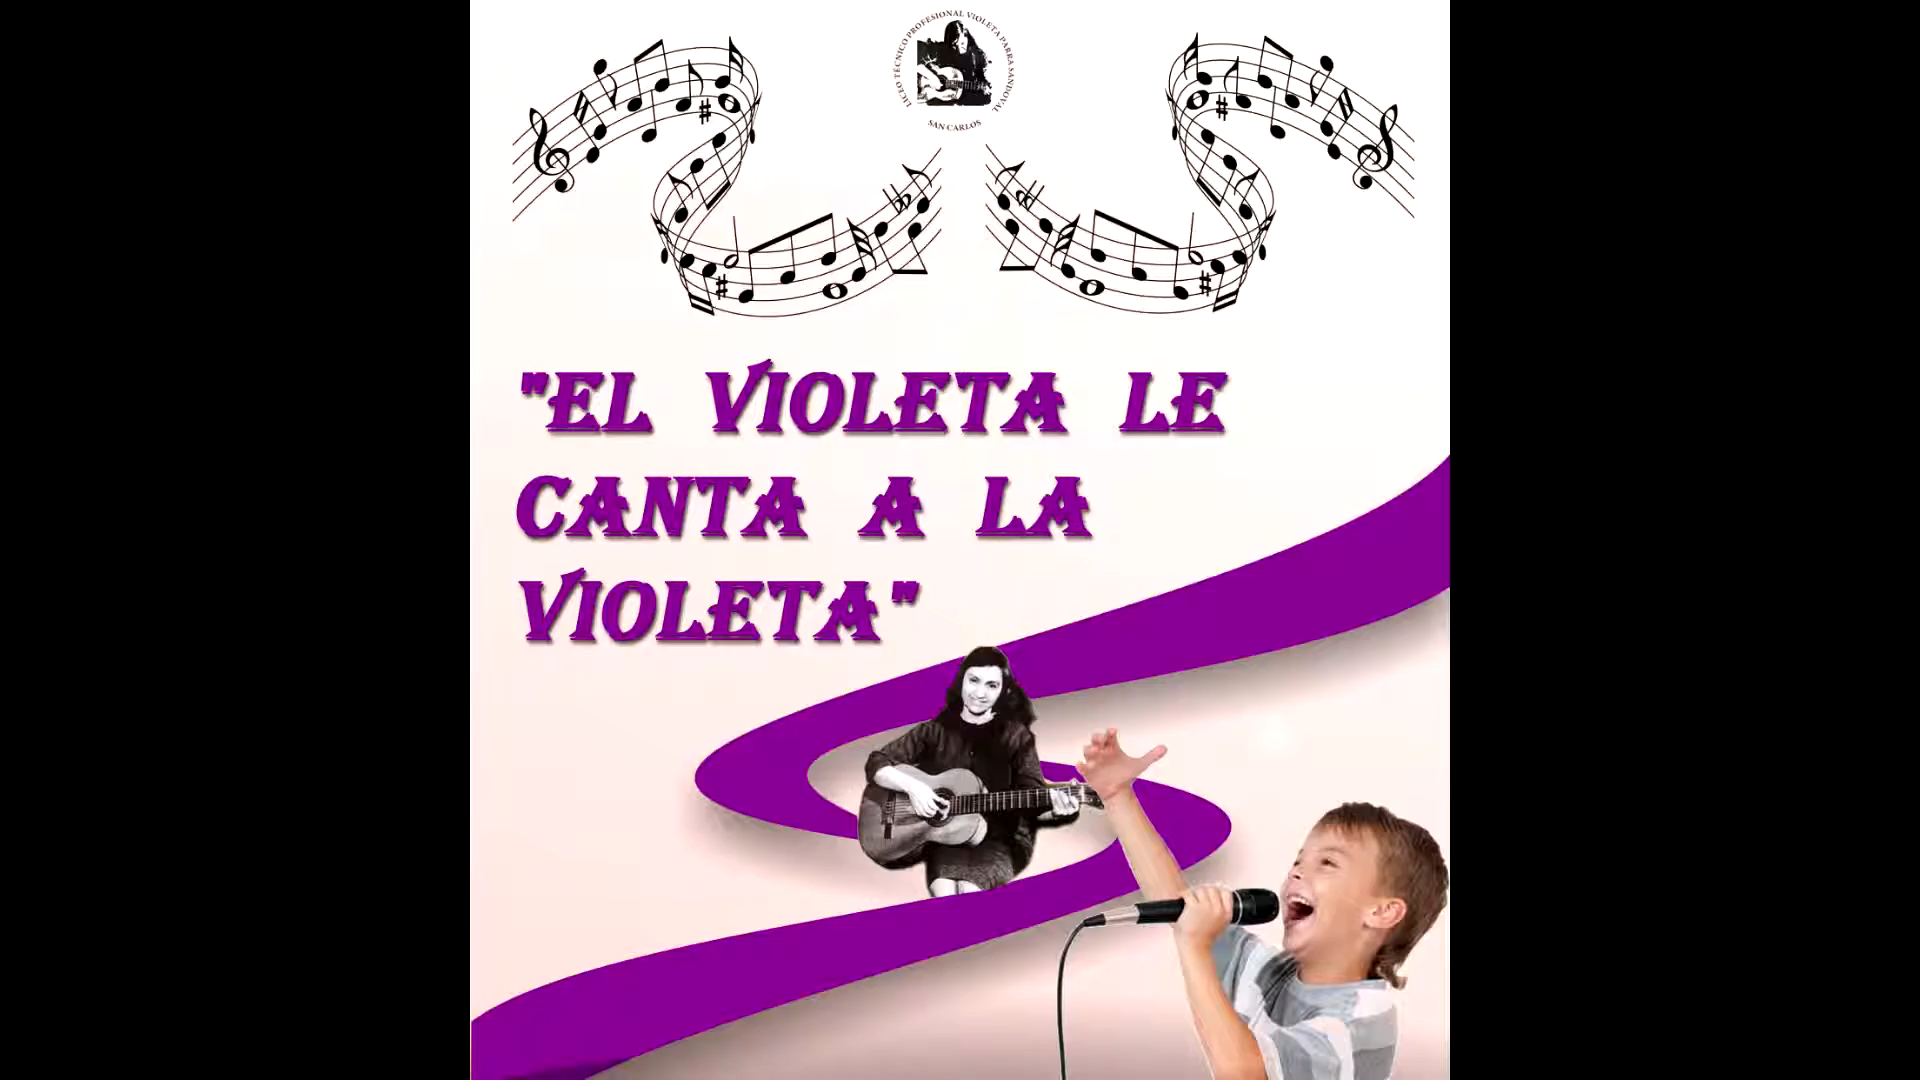 LICEO TÉCNICO PROFESIONAL VIOLETA PARRA SANDOVAL
SAN CARLOS
"EL VIOLETA LE
CANTA A LA
VIOLETA"